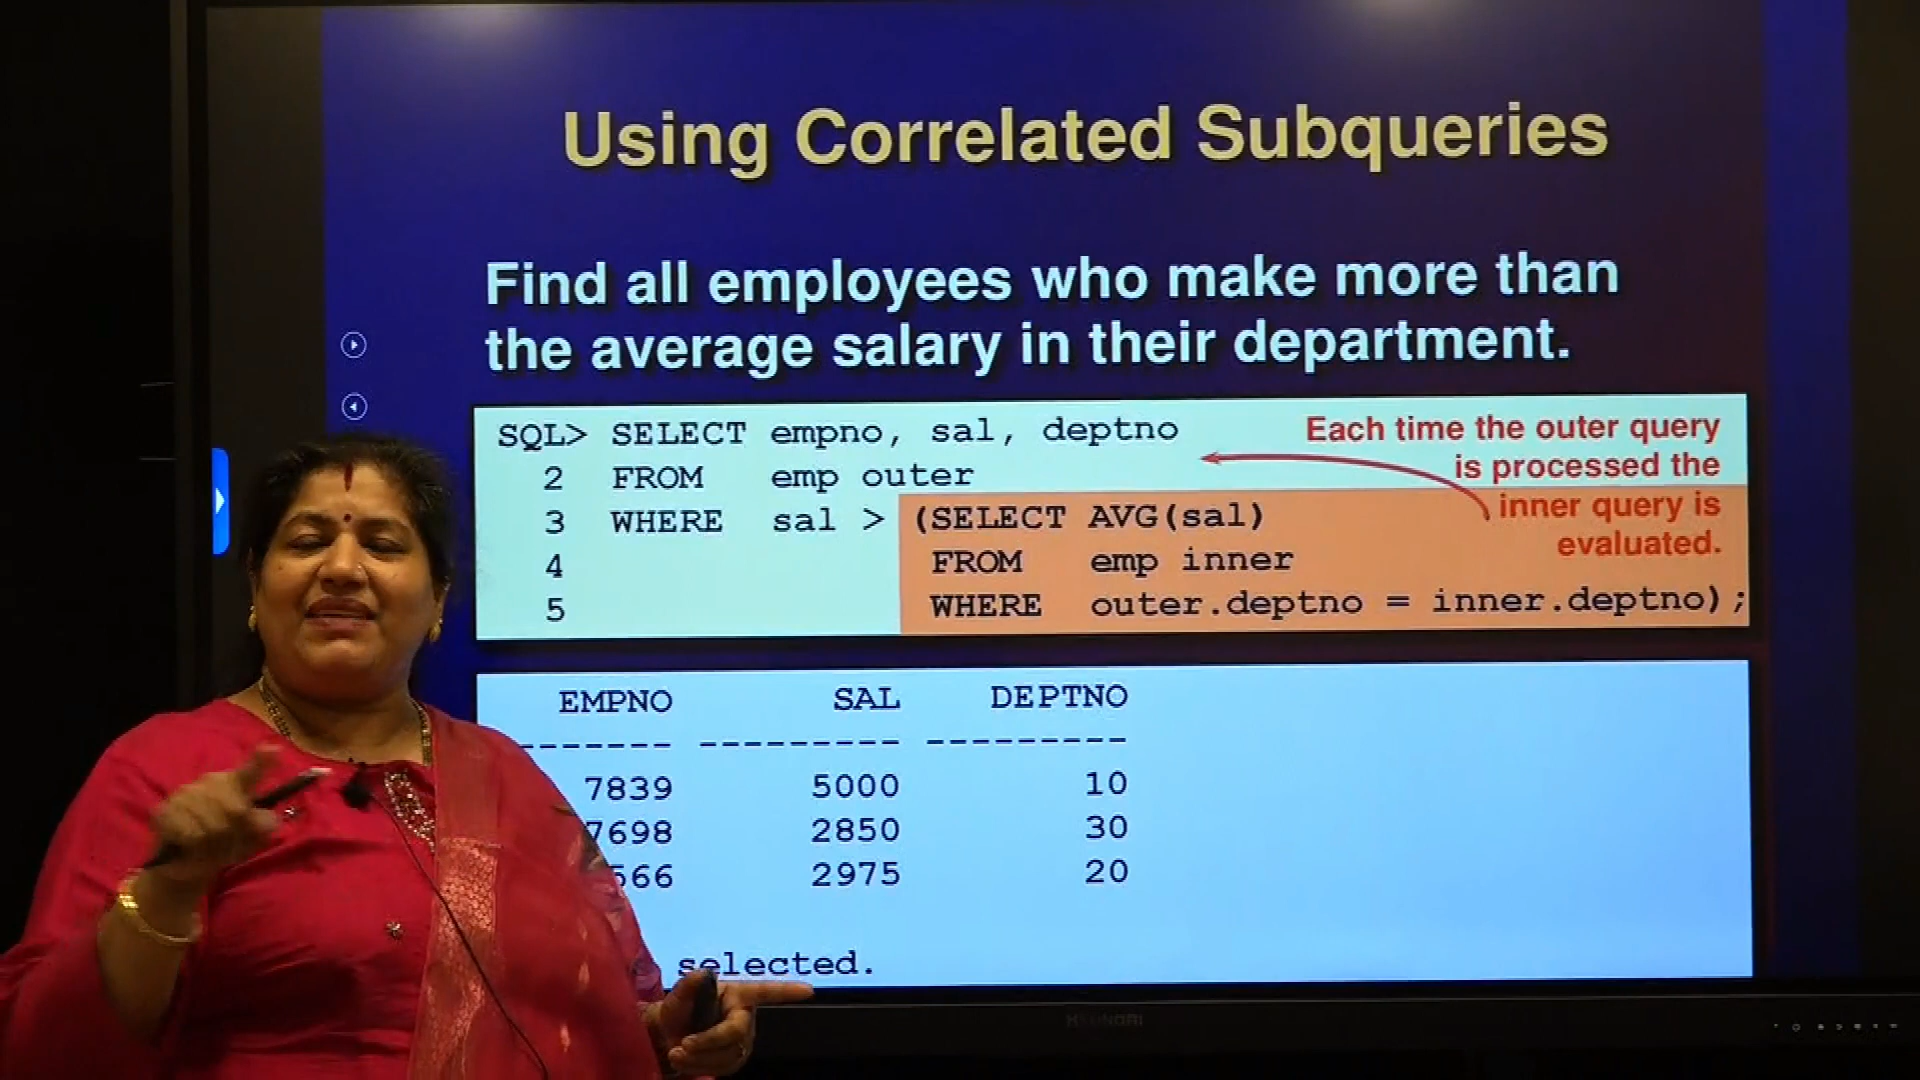 Using Correlated Subqueries
Find all employees who make more than
the average salary in their department.
SQL> SELECT empno, sal, deptno
2 FROM emp outer
3 WHERE sal > (SELECT AVG(sal)
4 FROM emp inner
5 WHERE outer.deptno = inner.deptno);
Each time the outer query
is processed the
inner query is
evaluated.
EMPNO SAL DEPTNO
------- --------- ---------
7839 5000 10
7698 2850 30
566 2975 20
selected.
HYUNDAI